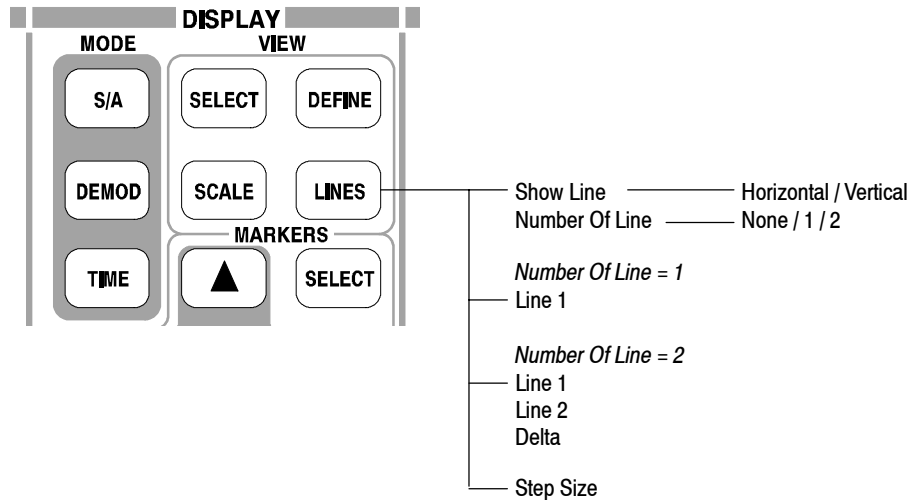 DISPLAY
MODE
VIEW
S/A
SELECT
DEFINE
DEMOD
SCALE
LINES
MARKERS
TIME
SELECT
Show Line Horizontal / Vertical
Number Of Line None / 1 / 2
Number Of Line = 1
Line 1
Number Of Line = 2
Line 1
Line 2
Delta
Step Size